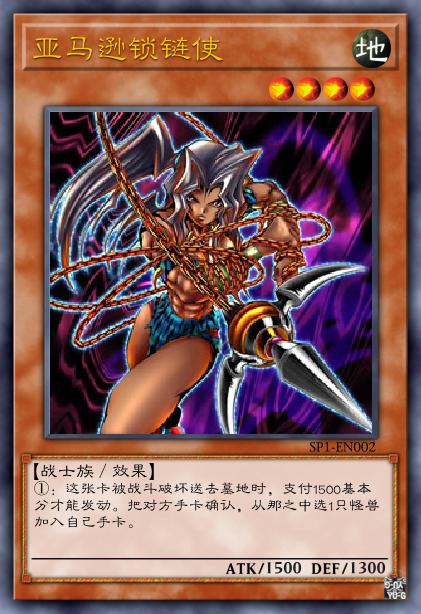 亚马逊锁链使
地
SP1-EN002
【战士族/效果】
①：这张卡被战斗破坏送去墓地时，支付1500基本
分才能发动。把对方手卡确认，从那之中选1只怪兽
加入自己手卡。
ATK/1500 DEF/1300